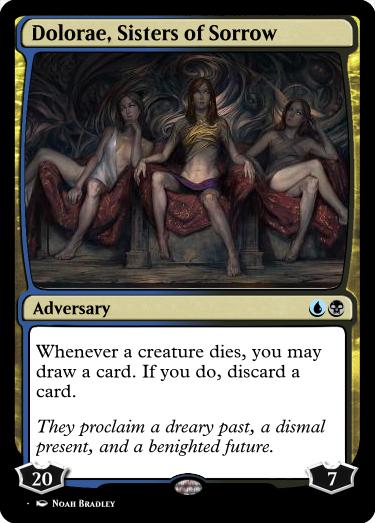 Dolorae, Sisters of Sorrow
Adversary
Whenever a creature dies, you may
draw a card. If you do, discard a
card.
They proclaim a dreary past, a dismal
present, and a benighted future.
20
7
Noah Bradley